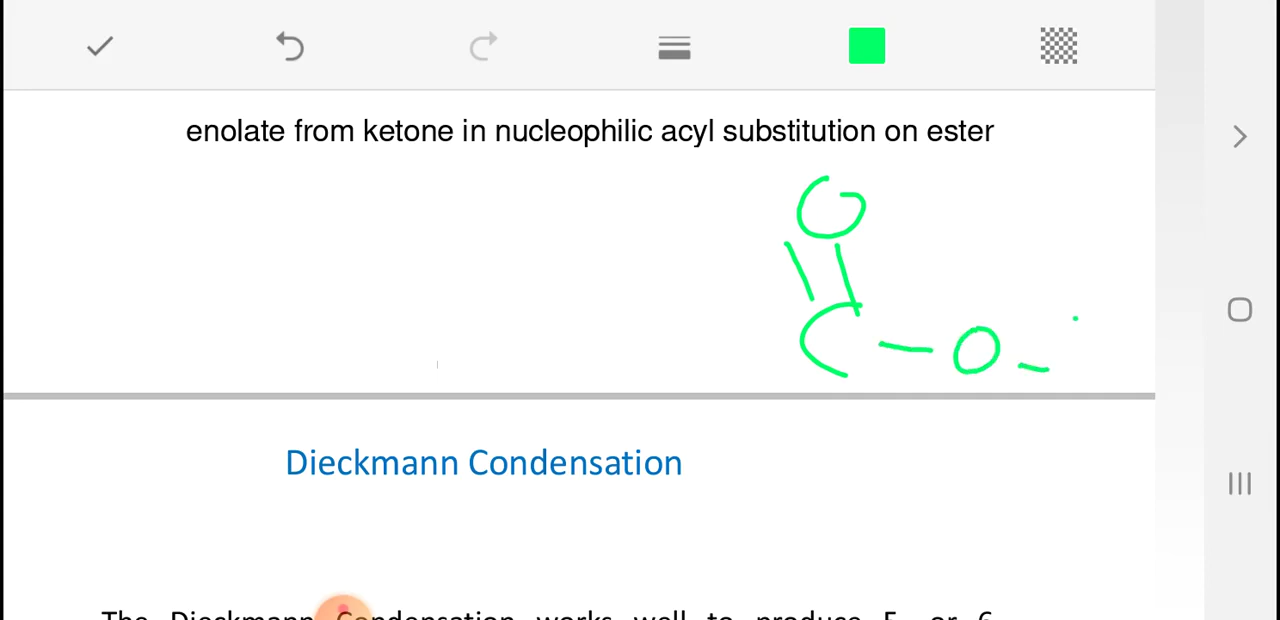 enolate from ketone in nucleophilic acyl substitution on ester
O
C - O -
Dieckmann Condensation
The Dieckmann Condensation works well to produce 5 or 6